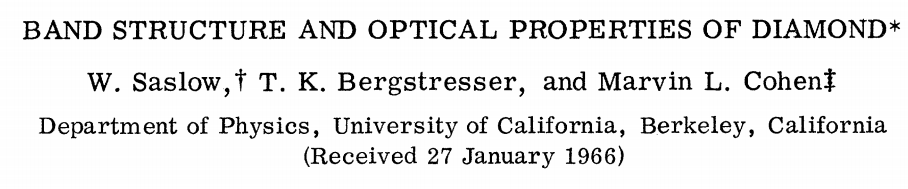 BAND STRUCTURE AND OPTICAL PROPERTIES OF DIAMOND*
W. Saslow,† T. K. Bergstresser, and Marvin L. Cohen‡
Department of Physics, University of California, Berkeley, California
(Received 27 January 1966)